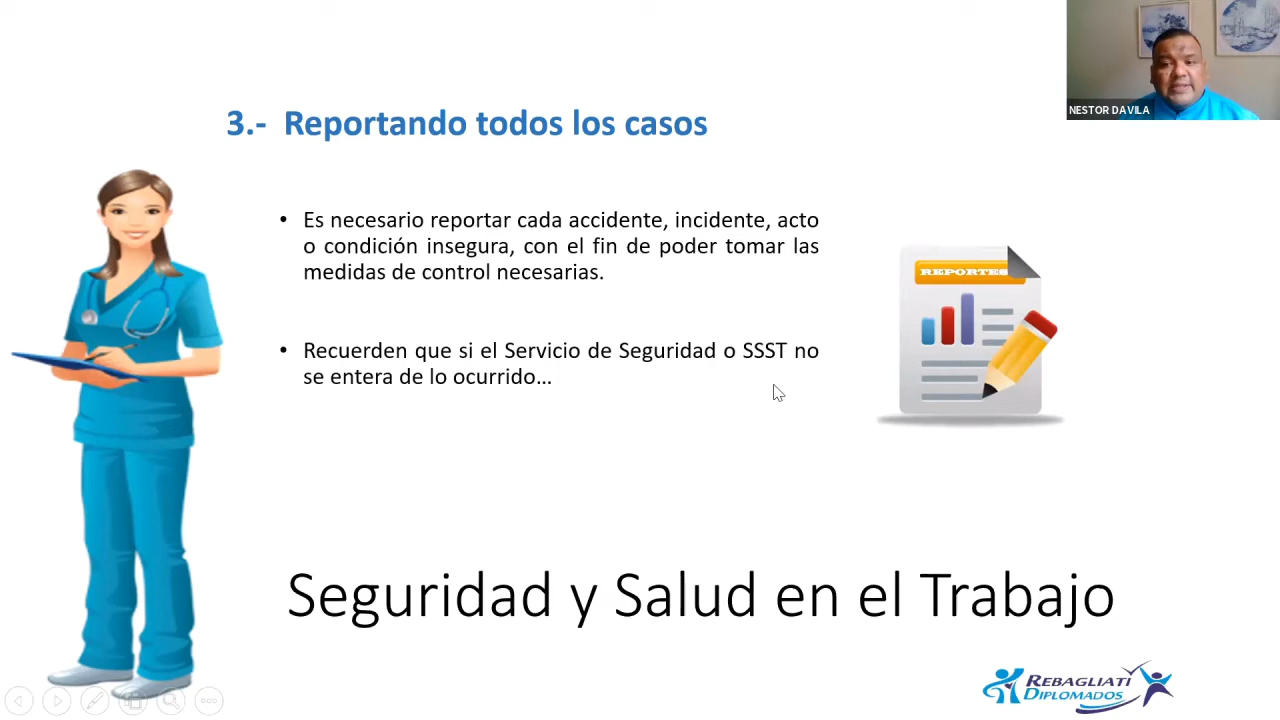 NESTOR DAVILA
3.- Reportando todos los casos
• Es necesario reportar cada accidente, incidente, acto
o condición insegura, con el fin de poder tomar las
medidas de control necesarias.
REPORTES
• Recuerden que si el Servicio de Seguridad o SSST no
se entera de lo ocurrido...
Seguridad y Salud en el Trabajo
REBAGLIATI
DIPLOMADOS